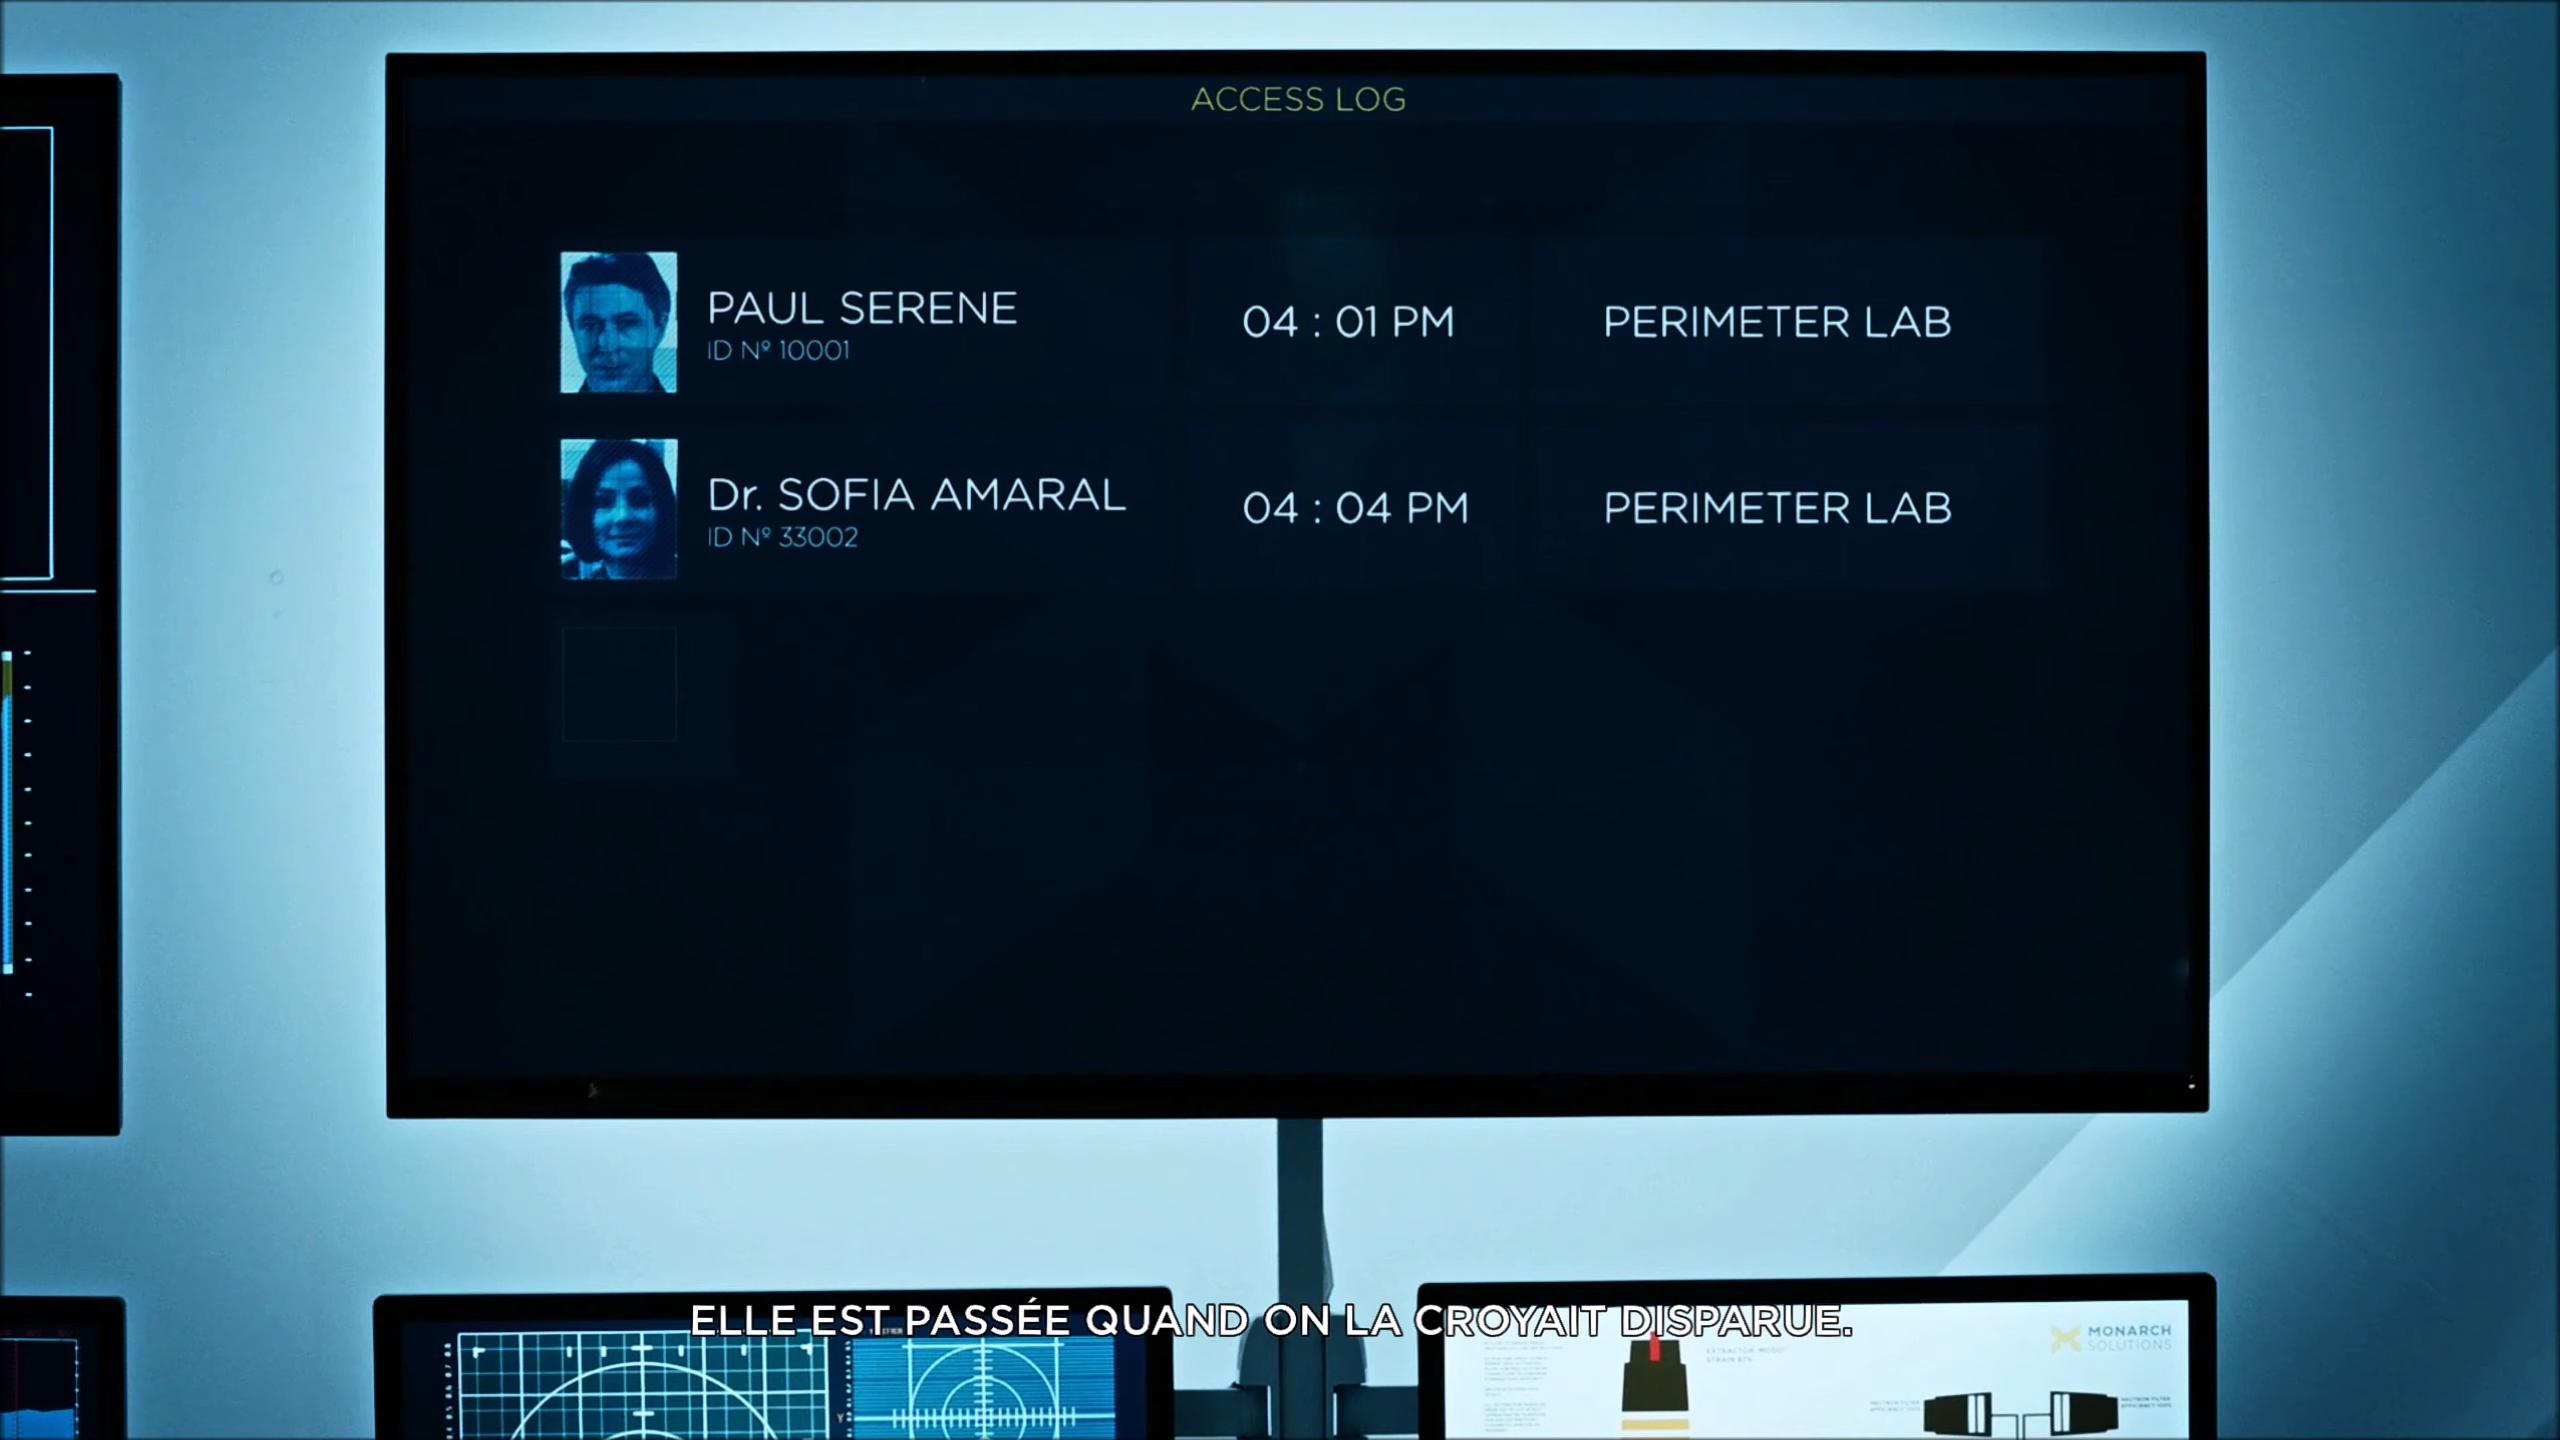 ACCESS LOG
PAUL SERENE
ID Nº 10001
04 : 01 PM
PERIMETER LAB
Dr. SOFIA AMARAL
ID Nº 33002
04 : 04 PM
PERIMETER LAB
ELLE EST PASSÉE QUAND ON LA CROYAIT DISPARUE.
MONARCH
SOLUTIONS